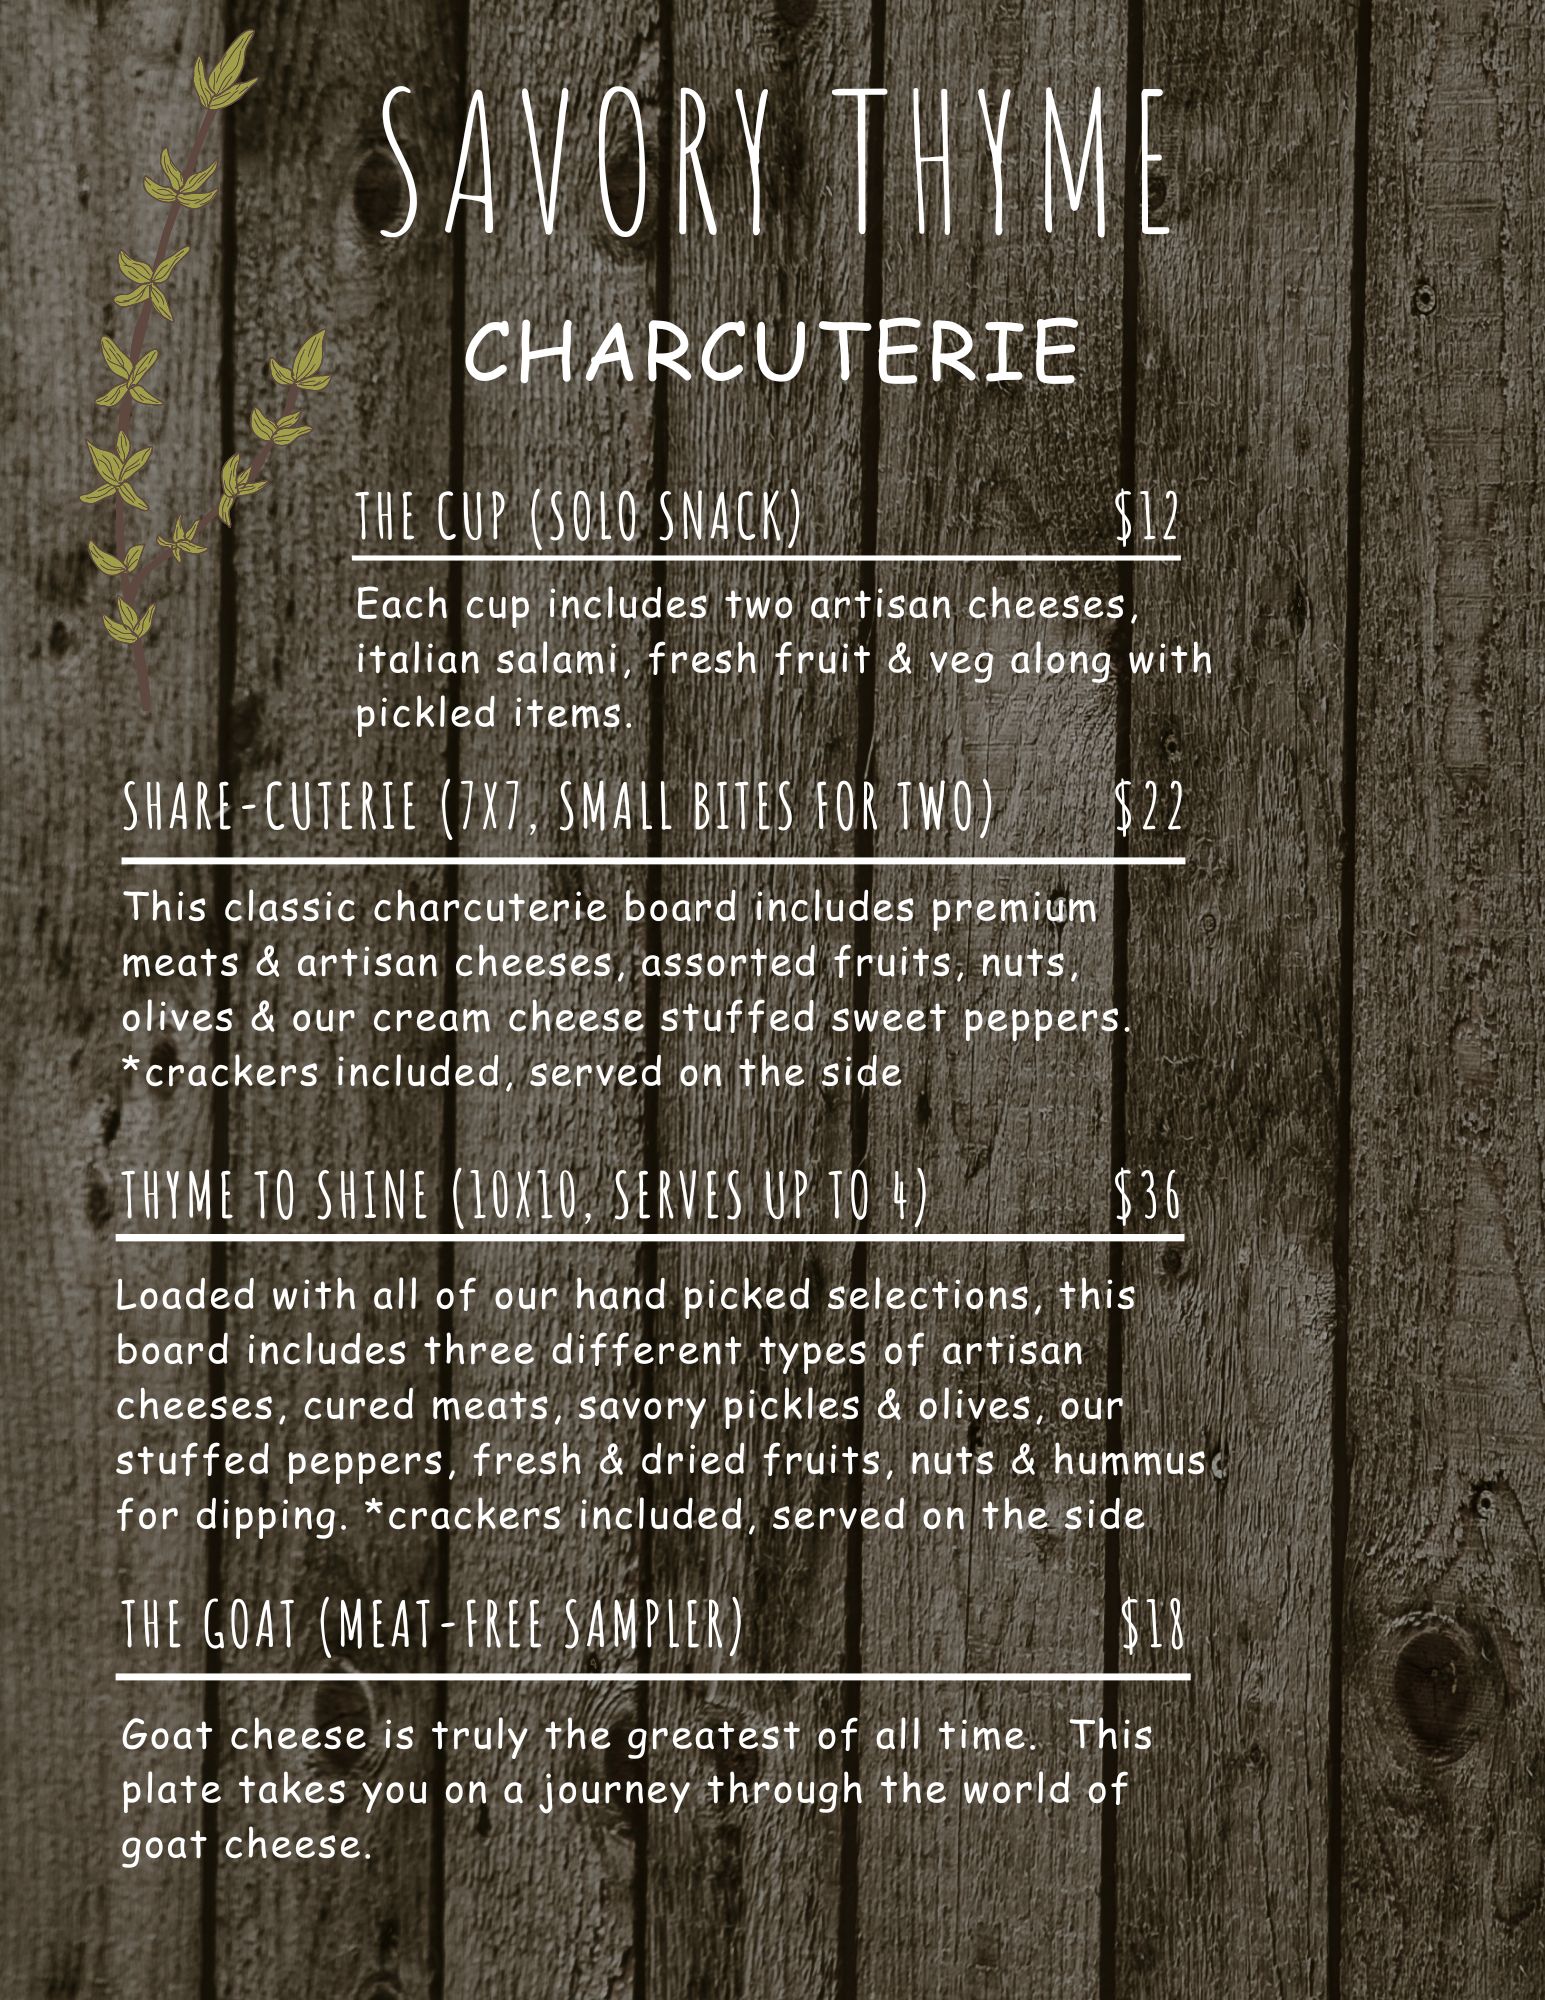 SAVORY THYME
CHARCUTERIE
THE CUP (SOLO SNACK) $12
Each cup includes two artisan cheeses,
italian salami, fresh fruit & veg along with
pickled items.
SHARE-CUTERIE (7X7, SMALL BITES FOR TWO) $22
This classic charcuterie board includes premium
meats & artisan cheeses, assorted fruits, nuts,
olives & our cream cheese stuffed sweet peppers.
*crackers included, served on the side
THYME TO SHINE (10X10, SERVES UP TO 4) $36
Loaded with all of our hand picked selections, this
board includes three different types of artisan
cheeses, cured meats, savory pickles & olives, our
stuffed peppers, fresh & dried fruits, nuts & hummus
for dipping. *crackers included, served on the side
THE GOAT (MEAT-FREE SAMPLER) $18
Goat cheese is truly the greatest of all time.  This
plate takes you on a journey through the world of
goat cheese.